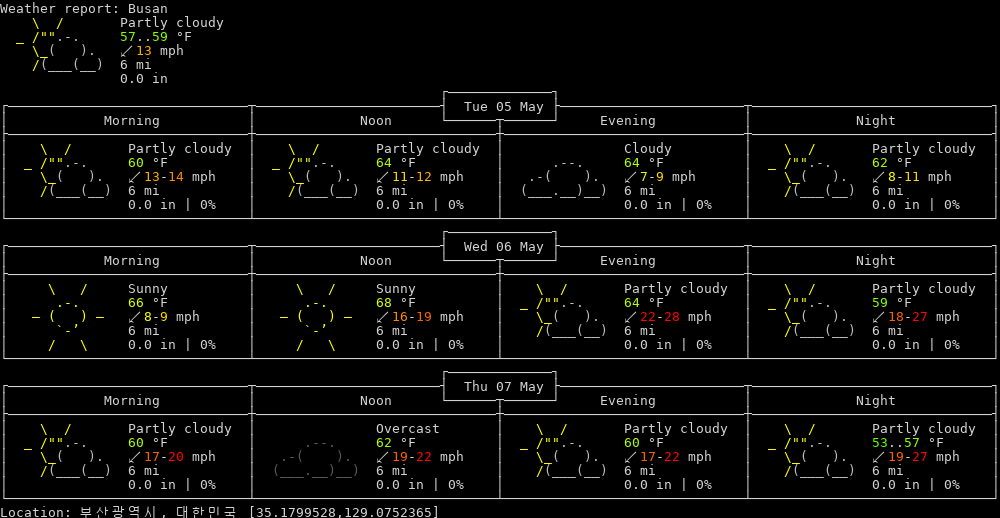 Weather report: Busan
Partly cloudy
57..59 °F
↙13 mph
6 mi
0.0 in
Tue 05 May
Morning Noon Evening Night
Partly cloudy Partly cloudy Cloudy Partly cloudy
60 °F 64 °F 64 °F 62 °F
↙13-14 mph ↙11-12 mph ↙7-9 mph ↙8-11 mph
6 mi 6 mi 6 mi 6 mi
0.0 in | 0% 0.0 in | 0% 0.0 in | 0% 0.0 in | 0%
Wed 06 May
Morning Noon Evening Night
Sunny Sunny Partly cloudy Partly cloudy
66 °F 68 °F 64 °F 59 °F
↙8-9 mph ↙16-19 mph ↙22-28 mph ↙18-27 mph
6 mi 6 mi 6 mi 6 mi
0.0 in | 0% 0.0 in | 0% 0.0 in | 0% 0.0 in | 0%
Thu 07 May
Morning Noon Evening Night
Partly cloudy Overcast Partly cloudy Partly cloudy
60 °F 62 °F 60 °F 53..57 °F
↙17-20 mph ↙19-22 mph ↙17-22 mph ↙19-27 mph
6 mi 6 mi 6 mi 6 mi
0.0 in | 0% 0.0 in | 0% 0.0 in | 0% 0.0 in | 0%
Location: 부산광역시, 대한민국 [35.1799528,129.0752365]